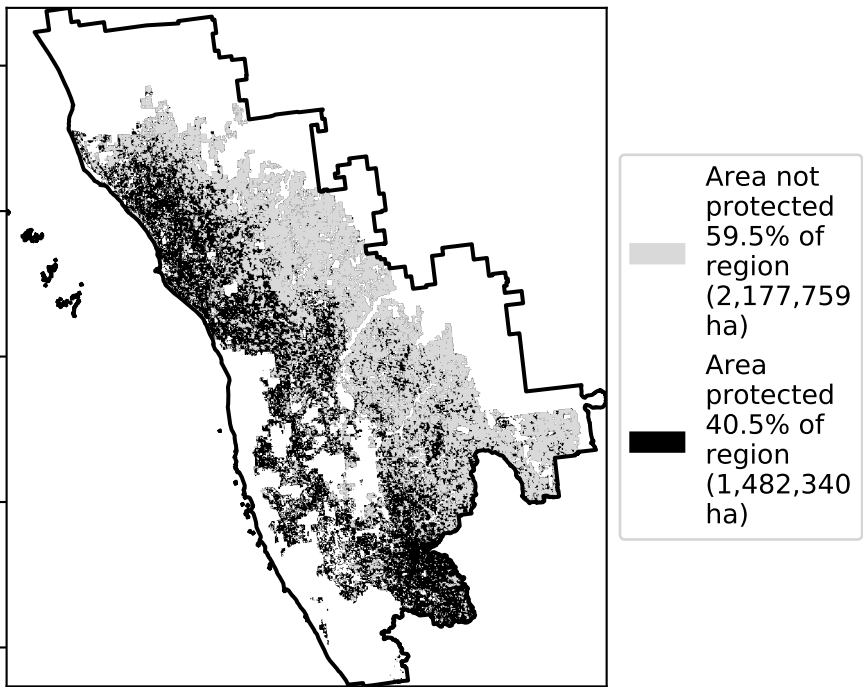 Area not
protected
59.5% of
region
(2,177,759
ha)
Area
protected
40.5% of
region
(1,482,340
ha)